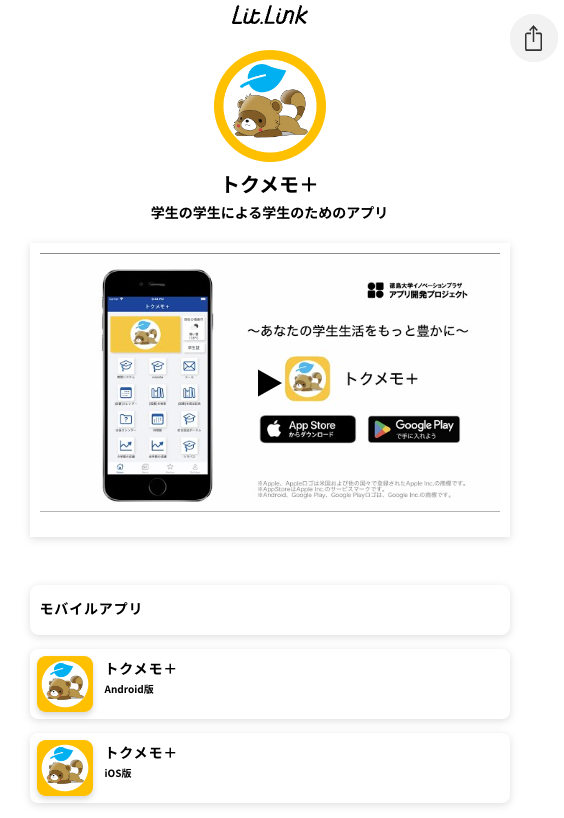 Lit.Link
トクメモ＋
学生の学生による学生のためのアプリ
徳島大学イノベーションプラザ
アプリ開発プロジェクト
トクメモ＋
～あなたの学生生活をもっと豊かに～
トクメモ＋
App Store
からダウンロード
Google Play
で手に入れよう
※Apple、Appleロゴは米国および他の国々で登録されたApple Inc.の商標です。
※AppStoreはApple Inc.のサービスマークです。
※Android、Google Play、Google Playロゴは、Google Inc.の商標です。
モバイルアプリ
トクメモ＋
Android版
トクメモ＋
iOS版